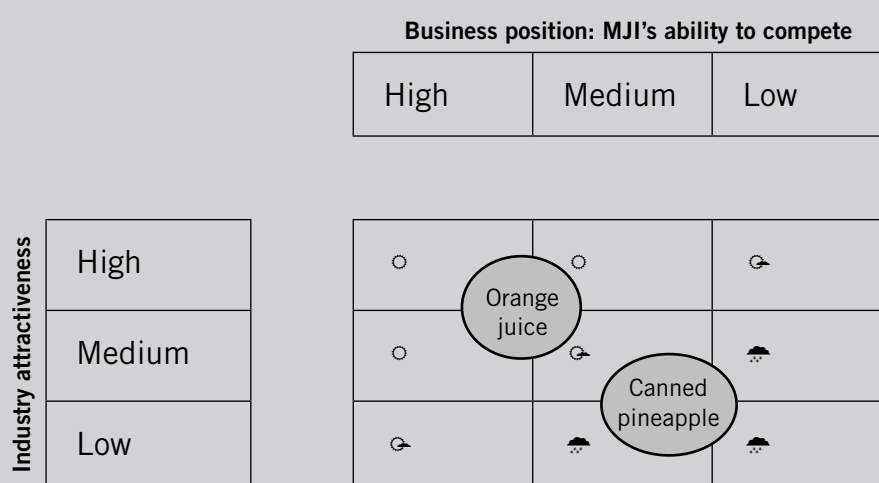 Business position: MJI's ability to compete
High Medium Low
Industry attractiveness
High
Orange
juice
Medium
Canned
pineapple
Low